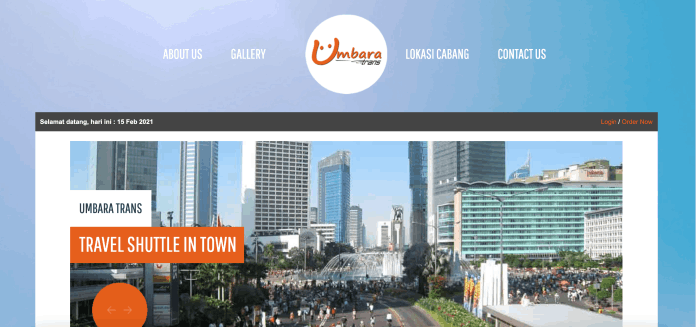 ABOUT US
GALLERY
Umbara
trans
LOKASI CABANG
CONTACT US
Selamat datang, hari ini : 15 Feb 2021
Login / Order Now
UMBARA TRANS
TRAVEL SHUTTLE IN TOWN